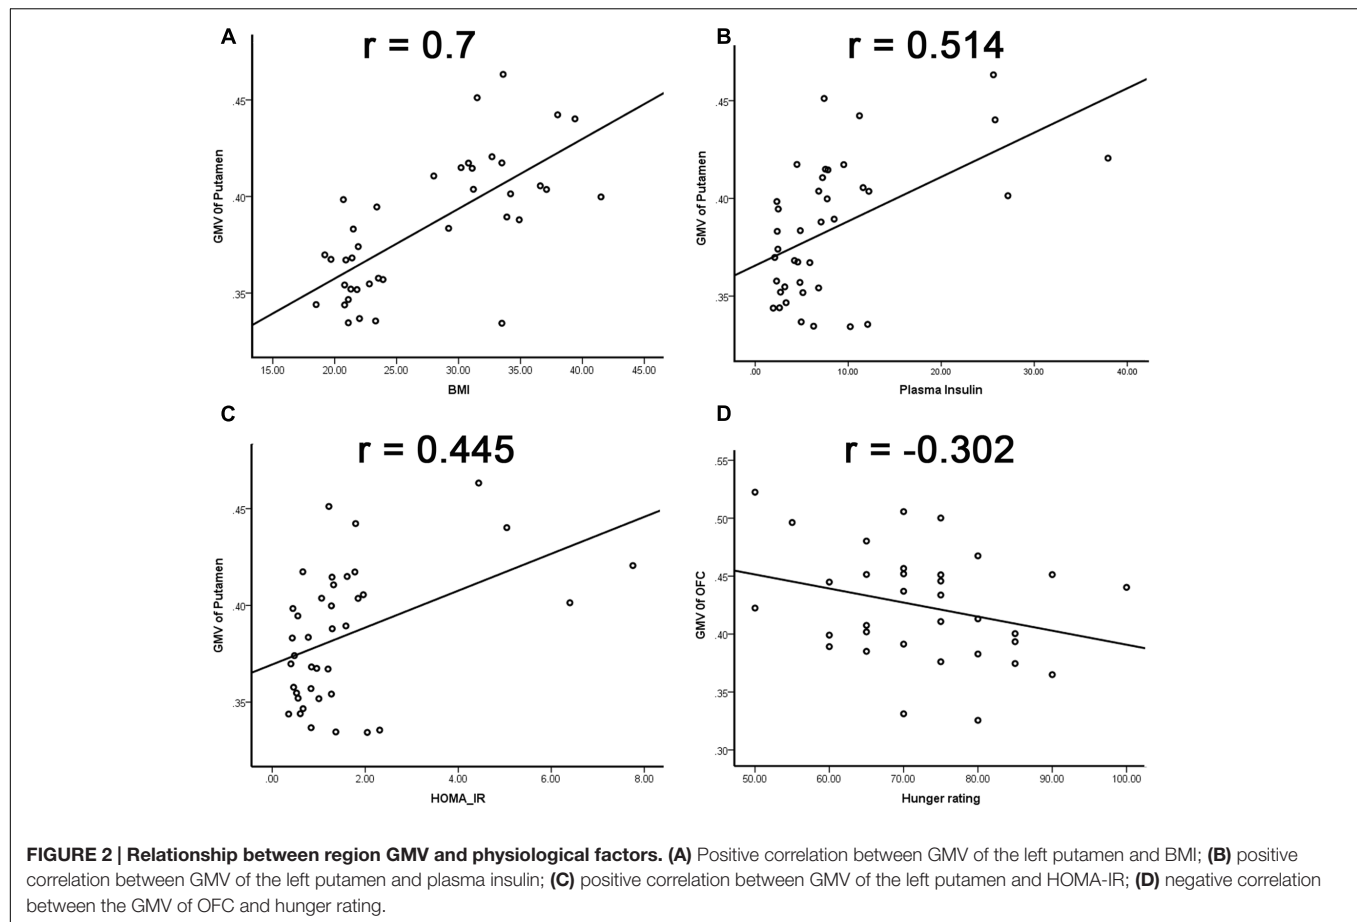 A
r = 0.7
GMV 0f Putamen
.45
.40
.35
15.00 20.00 25.00 30.00 35.00 40.00 45.00
BMI
B
r = 0.514
GMV of Putamen
.45
.40
.35
.00 10.00 20.00 30.00 40.00
Plasma Insulin
C
r = 0.445
GMV of Putamen
.45
.40
.35
.00 2.00 4.00 6.00 8.00
HOMA_IR
D
r = -0.302
GMV 0f OFC
.55
.50
.45
.40
.35
.30
50.00 60.00 70.00 80.00 90.00 100.00
Hunger rating
FIGURE 2 | Relationship between region GMV and physiological factors. (A) Positive correlation between GMV of the left putamen and BMI; (B) positive
correlation between GMV of the left putamen and plasma insulin; (C) positive correlation between GMV of the left putamen and HOMA-IR; (D) negative correlation
between the GMV of OFC and hunger rating.